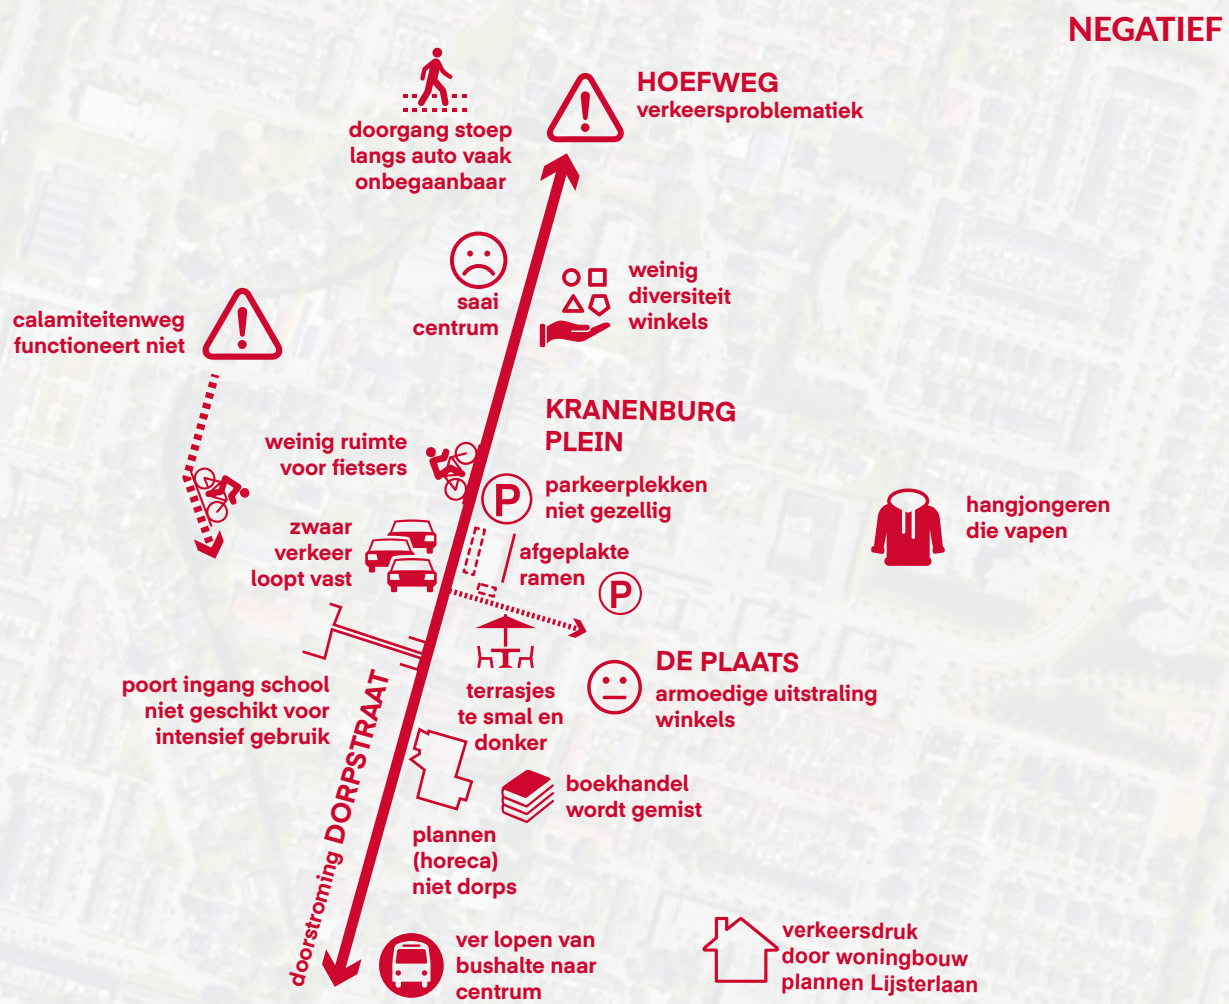 NEGATIEF
HOEFWEG
verkeersproblematiek
doorgang stoep
langs auto vaak
onbegaanbaar
saai
centrum
weinig
diversiteit
winkels
calamiteitenweg
functioneert niet
KRANENBURG
PLEIN
weinig ruimte
voor fietsers
P
parkeerplekken
niet gezellig
hangjongeren
die vapen
zwaar
verkeer
loopt vast
afgeplakte
ramen
P
DE PLAATS
armoedige uitstraling
winkels
poort ingang school
niet geschikt voor
intensief gebruik
terrasjes
te smal en
donker
doorstroming DORPSTRAAT
boekhandel
wordt gemist
plannen
(horeca)
niet dorps
ver lopen van
bushalte naar
centrum
verkeersdruk
door woningbouw
plannen Lijsterlaan